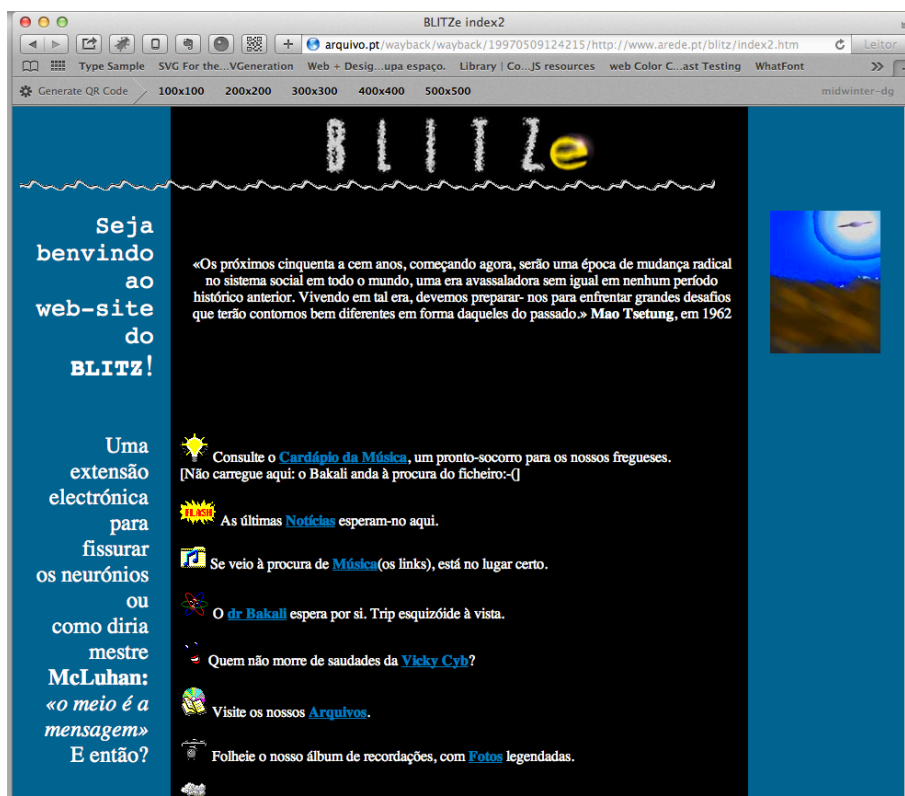 BLITZe index2
arquivo.pt/wayback/wayback/19970509124215/http://www.arede.pt/blitz/index2.htm
Leitor
Type Sample SVG For the...VGeneration Web + Desig...upa espaço. Library | Co...JS resources web Color C...ast Testing WhatFont
Generate QR Code 100x100 200x200 300x300 400x400 500x500 midwinter-dg
BLITZe
Seja
benvindo
ao
web-site
do
BLITZ!
«Os próximos cinquenta a cem anos, começando agora, serão uma época de mudança radical
no sistema social em todo o mundo, uma era avassaladora sem igual em nenhum período
histórico anterior. Vivendo em tal era, devemos preparar- nos para enfrentar grandes desafios
que terão contornos bem diferentes em forma daqueles do passado.» Mao Tsetung, em 1962
Uma
extensão
electrónica
para
fissurar
os neurónios
ou
como diria
mestre
McLuhan:
«o meio é a
mensagem»
E então?
Consulte o Cardápio da Música, um pronto-socorro para os nossos fregueses.
[Não carregue aqui: o Bakali anda à procura do ficheiro:-(]
FLASH!
As últimas Notícias esperam-no aqui.
Se veio à procura de Música(os links), está no lugar certo.
O dr Bakali espera por si. Trip esquizóide à vista.
Quem não morre de saudades da Vicky Cyb?
Visite os nossos Arquivos.
Folheie o nosso álbum de recordações, com Fotos legendadas.